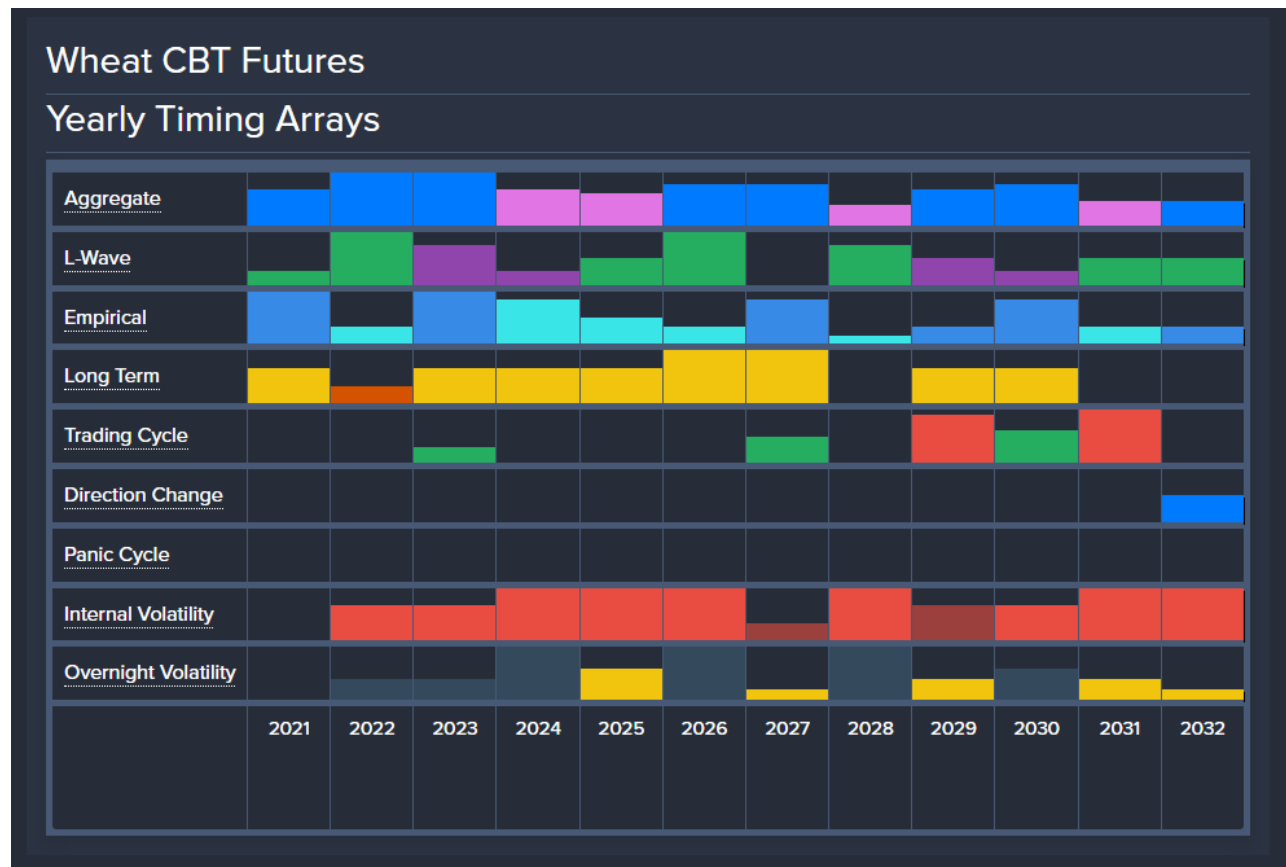 Wheat CBT Futures
Yearly Timing Arrays
Aggregate
L-Wave
Empirical
Long Term
Trading Cycle
Direction Change
Panic Cycle
Internal Volatility
Overnight Volatility
2021 2022 2023 2024 2025 2026 2027 2028 2029 2030 2031 2032